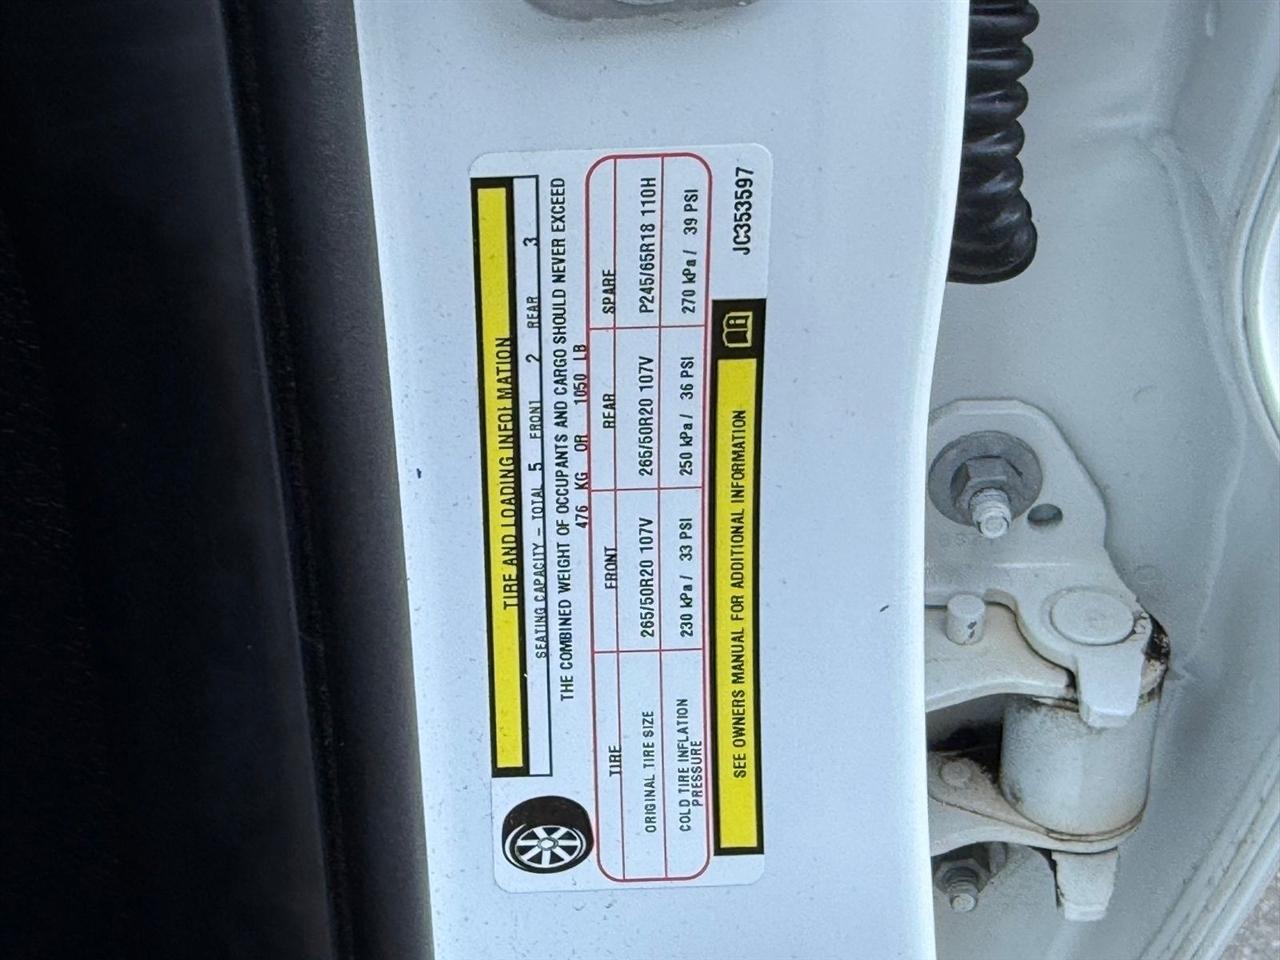 TIRE AND LOADING INFORMATION
SEATING CAPACITY - TOTAL 5 FRONT 2 REAR 3
THE COMBINED WEIGHT OF OCCUPANTS AND CARGO SHOULD NEVER EXCEED
476 KG OR 1050 LB
TIRE FRONT REAR SPARE
ORIGINAL TIRE SIZE 265/50R20 107V 265/50R20 107V P245/65R18 110H
COLD TIRE INFLATION PRESSURE 230 kPa / 33 PSI 250 kPa / 36 PSI 270 kPa / 39 PSI
SEE OWNERS MANUAL FOR ADDITIONAL INFORMATION
JC353597